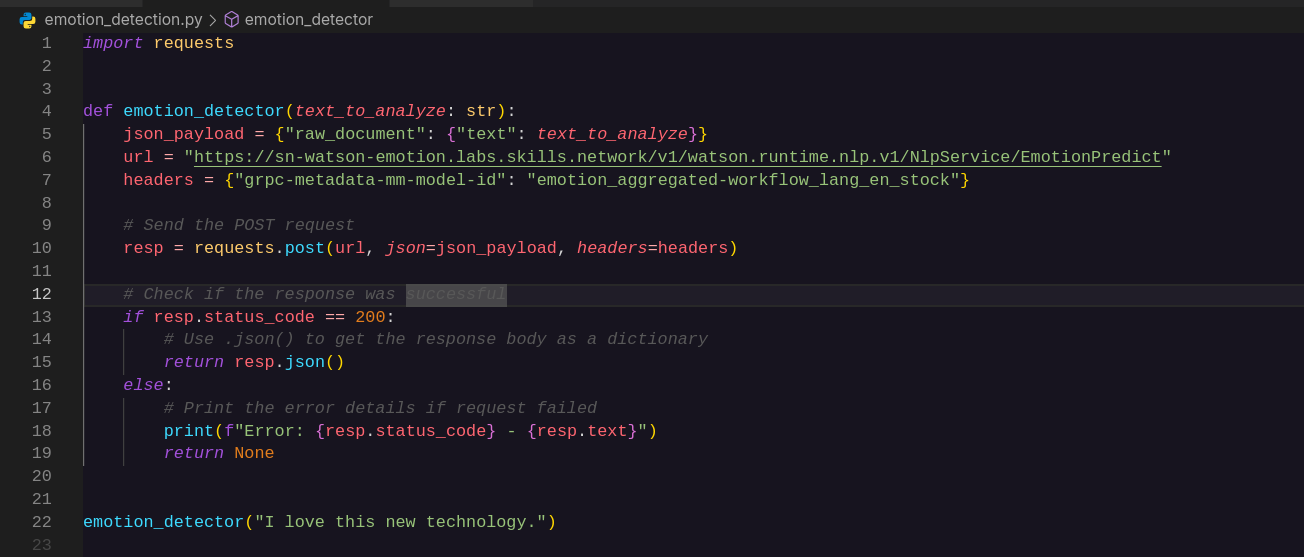 emotion_detection.py > emotion_detector
1 import requests
2
3
4 def emotion_detector(text_to_analyze: str):
5     json_payload = {"raw_document": {"text": text_to_analyze}}
6     url = "https://sn-watson-emotion.labs.skills.network/v1/watson.runtime.nlp.v1/NlpService/EmotionPredict"
7     headers = {"grpc-metadata-mm-model-id": "emotion_aggregated-workflow_lang_en_stock"}
8
9     # Send the POST request
10     resp = requests.post(url, json=json_payload, headers=headers)
11
12     # Check if the response was successful
13     if resp.status_code == 200:
14         # Use .json() to get the response body as a dictionary
15         return resp.json()
16     else:
17         # Print the error details if request failed
18         print(f"Error: {resp.status_code} - {resp.text}")
19         return None
20
21
22 emotion_detector("I love this new technology.")
23